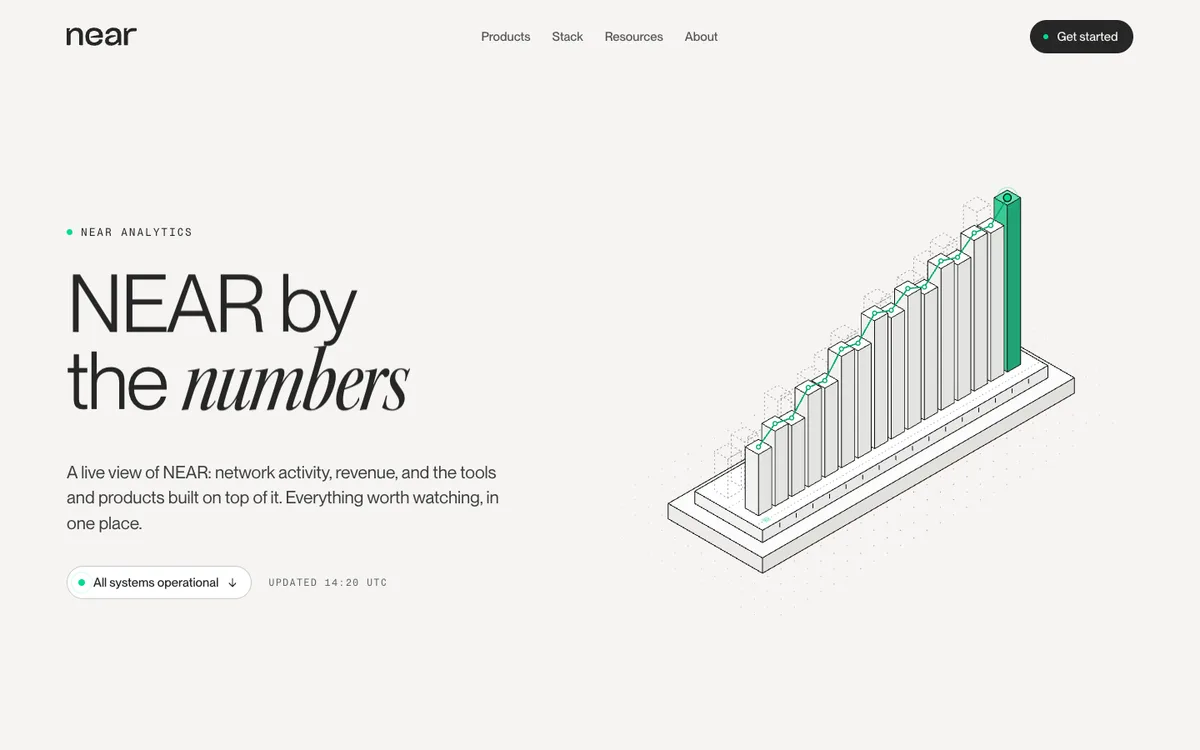 near
Products Stack Resources About
Get started
NEAR ANALYTICS
NEAR by
the numbers
A live view of NEAR: network activity, revenue, and the tools
and products built on top of it. Everything worth watching, in
one place.
All systems operational ↓
UPDATED 14:20 UTC